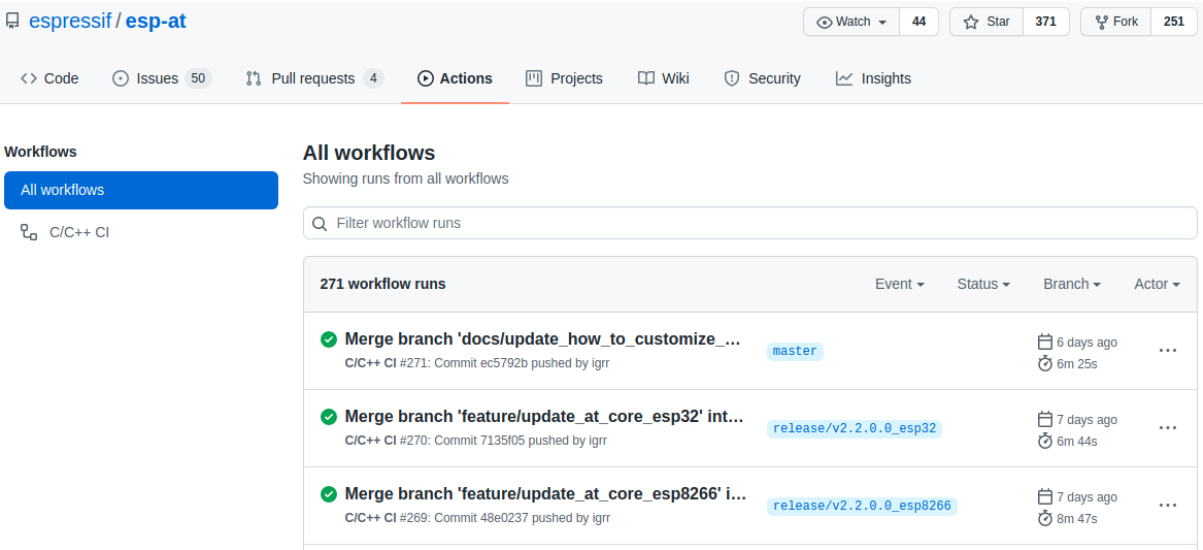 espressif / esp-at
Watch 44 Star 371 Fork 251
Code Issues 50 Pull requests 4 Actions Projects Wiki Security Insights
Workflows
All workflows
C/C++ CI
All workflows
Showing runs from all workflows
Filter workflow runs
271 workflow runs Event Status Branch Actor
Merge branch 'docs/update_how_to_customize_...
C/C++ CI #271: Commit ec5792b pushed by igrr
master
6 days ago
6m 25s
Merge branch 'feature/update_at_core_esp32' int...
C/C++ CI #270: Commit 7135f05 pushed by igrr
release/v2.2.0.0_esp32
7 days ago
6m 44s
Merge branch 'feature/update_at_core_esp8266' i...
C/C++ CI #269: Commit 48e0237 pushed by igrr
release/v2.2.0.0_esp8266
7 days ago
8m 47s